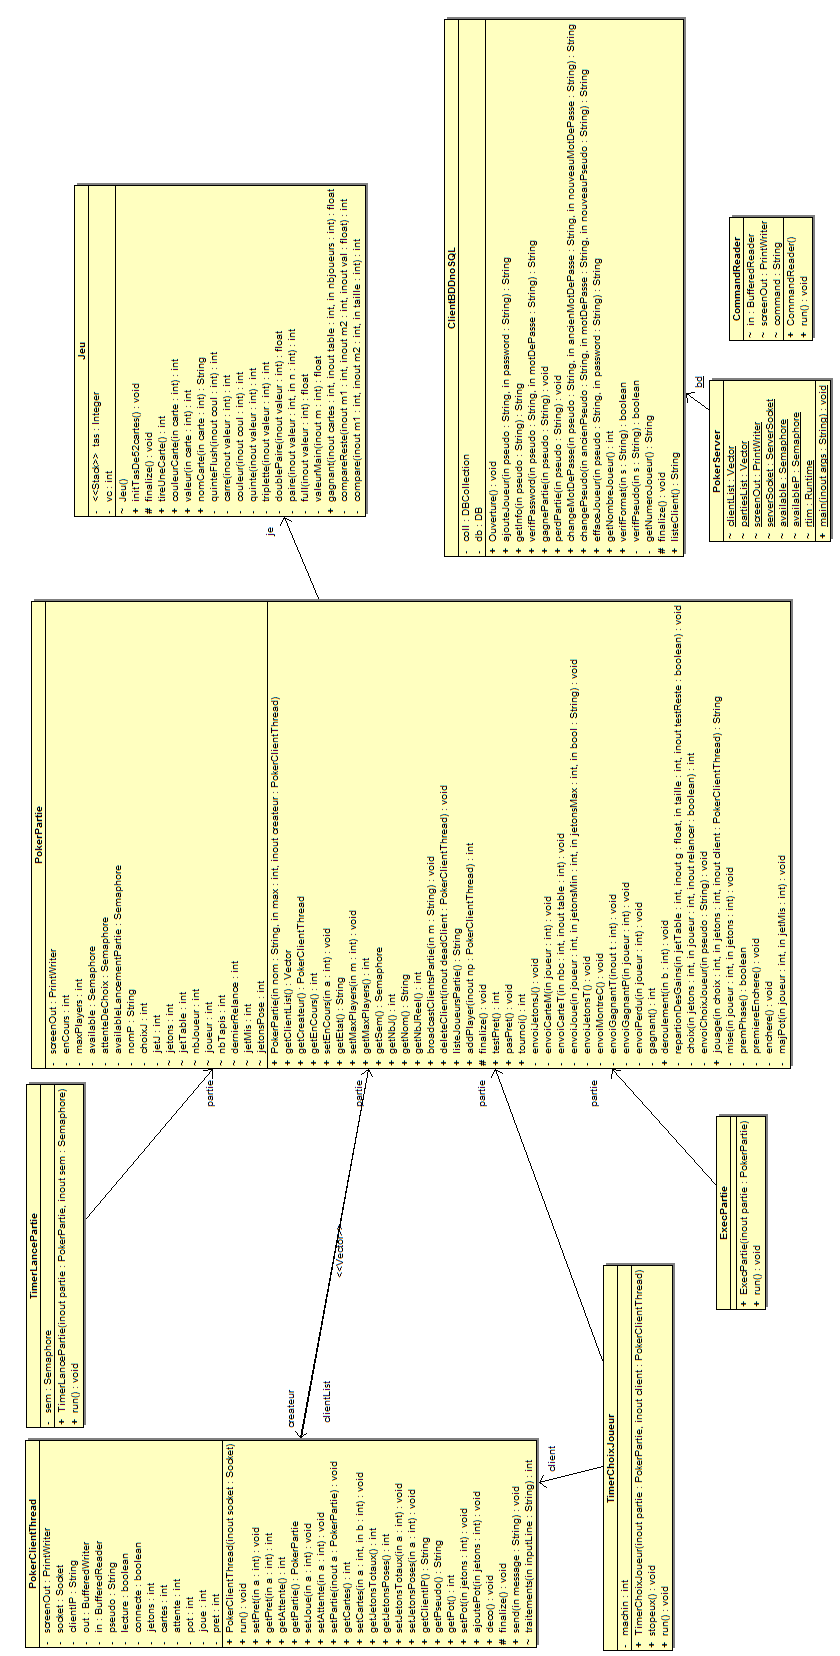 PokerClientThread
- screenOut : PrintWriter
- socket : Socket
- clientIP : String
- out : BufferedWriter
- in : BufferedReader
- pseudo : String
- lecture : boolean
- connecte : boolean
- jetons : int
- cartes : int
- attente : int
- pot : int
- joue : int
- pret : int
+ PokerClientThread(inout socket : Socket)
+ run() : void
+ setPret(in a : int) : void
+ getPret(in a : int) : int
+ getAttente() : int
+ getPartie() : PokerPartie
+ setJoue(in a : int) : void
+ setAttente(in a : int) : void
+ setPartie(inout a : PokerPartie) : void
+ getCartes() : int
+ setCartes(in a : int, in b : int) : void
+ getJetonsTotaux() : int
+ getJetonsPoses() : int
+ setJetonsTotaux(in a : int) : void
+ setJetonsPoses(in a : int) : void
+ getClientIP() : String
+ getPseudo() : String
+ getPot() : int
+ setPot(in jetons : int) : void
+ ajoutePot(in jetons : int) : void
+ deco() : void
# finalize() : void
+ send(in message : String) : void
~ traitements(in inputLine : String) : int
TimerLancePartie
- sem : Semaphore
+ TimerLancePartie(inout partie : PokerPartie, inout sem : Semaphore)
+ run() : void
TimerChoixJoueur
- machin : int
+ TimerChoixJoueur(inout partie : PokerPartie, inout client : PokerClientThread)
+ stopeux() : void
+ run() : void
ExecPartie
+ ExecPartie(inout partie : PokerPartie)
+ run() : void
createur
clientList
<<Vector>>
client
partie
partie
partie
partie
PokerPartie
- screenOut : PrintWriter
- enCours : int
- maxPlayers : int
- available : Semaphore
- attenteDeChoix : Semaphore
- availableLancementPartie : Semaphore
- nomP : String
- choixJ : int
- jetJ : int
~ jetons : int
~ jetTable : int
~ nbJoueur : int
~ joueur : int
~ nbTapis : int
~ dernierRelance : int
~ jetMis : int
~ jetonsPose : int
+ PokerPartie(in nom : String, in max : int, inout createur : PokerClientThread)
+ getClientList() : Vector
+ getCreateur() : PokerClientThread
+ getEnCours() : int
+ setEnCours(in a : int) : void
+ getEtat() : String
+ setMaxPlayers(in m : int) : void
+ getMaxPlayers() : int
+ getSem() : Semaphore
+ getNbJ() : int
+ getNom() : String
+ getNbJReel() : int
+ broadcastClientsPartie(in m : String) : void
+ deleteClient(inout deadClient : PokerClientThread) : void
+ listeJoueursPartie() : String
+ addPlayer(inout np : PokerClientThread) : int
# finalize() : void
+ testPret() : int
+ pasPret() : void
- tournoi() : int
- envoiJetonsJ() : void
- envoiCarteM(in joueur : int) : void
- envoiCarteT(in nbc : int, inout table : int) : void
- envoiJoueur(in joueur : int, in jetonsMin : int, in jetonsMax : int, in bool : String) : void
- envoiJetonsT() : void
- envoiMontreC() : void
- envoiGagnantT(inout t : int) : void
- envoiGagnantP(in joueur : int) : void
- envoiPerdu(in joueur : int) : void
- gagnant() : int
+ deroulement(in b : int) : void
- repartionDesGains(in jetTable : int, inout g : float, in taille : int, inout testReste : boolean) : void
- choix(in jetons : int, in joueur : int, inout relancer : boolean) : int
- envoiChoixJoueur(in pseudo : String) : void
+ jouage(in choix : int, in jetons : int, inout client : PokerClientThread) : String
- mise(in joueur : int, in jetons : int) : void
- premPhase() : boolean
- premiereEnchere() : void
- enchere() : void
- majPot(in joueur : int, in jetMis : int) : void
je
Jeu
- <<Stack>> tas : Integer
- vc : int
~ Jeu()
+ initTasDe52cartes() : void
# finalize() : void
+ tireUneCarte() : int
+ couleurCarte(in carte : int) : int
+ valeur(in carte : int) : int
+ nomCarte(in carte : int) : String
- quinteFlush(inout coul : int) : int
- carre(inout valeur : int) : int
- couleur(inout coul : int) : int
- quinte(inout valeur : int) : int
- triplette(inout valeur : int) : int
- doublePaire(inout valeur : int) : float
- paire(inout valeur : int, in n : int) : int
- full(inout valeur : int) : float
- valeurMain(inout m : int) : float
+ gagnant(inout cartes : int, inout table : int, in nbjoueurs : int) : float
- compareReste(inout m1 : int, inout m2 : int, inout val : float) : int
- compare(inout m1 : int, inout m2 : int, in taille : int) : int
ClientBDDnoSQL
- coll : DBCollection
- db : DB
+ Ouverture() : void
+ ajouteJoueur(in pseudo : String, in password : String) : String
+ getInfo(in pseudo : String) : String
+ verifPassword(in pseudo : String, in motDePasse : String) : String
+ gagnePartie(in pseudo : String) : void
+ perdPartie(in pseudo : String) : void
+ changeMotDePasse(in pseudo : String, in ancienMotDePasse : String, in nouveauMotDePasse : String) : String
+ changePseudo(in ancienPseudo : String, in motDePasse : String, in nouveauPseudo : String) : String
+ effaceJoueur(in pseudo : String, in password : String) : String
+ getNombreJoueur() : int
+ verifFormat(in s : String) : boolean
- verifPseudo(in s : String) : boolean
- getNumeroJoueur() : String
# finalize() : void
+ listeClient() : String
bd
PokerServer
~ clientList : Vector
~ partiesList : Vector
~ screenOut : PrintWriter
~ serverSocket : ServerSocket
~ available : Semaphore
~ availableP : Semaphore
~ rtim : Runtime
+ main(inout args : String) : void
CommandReader
~ in : BufferedReader
~ screenOut : PrintWriter
~ command : String
+ CommandReader()
+ run() : void